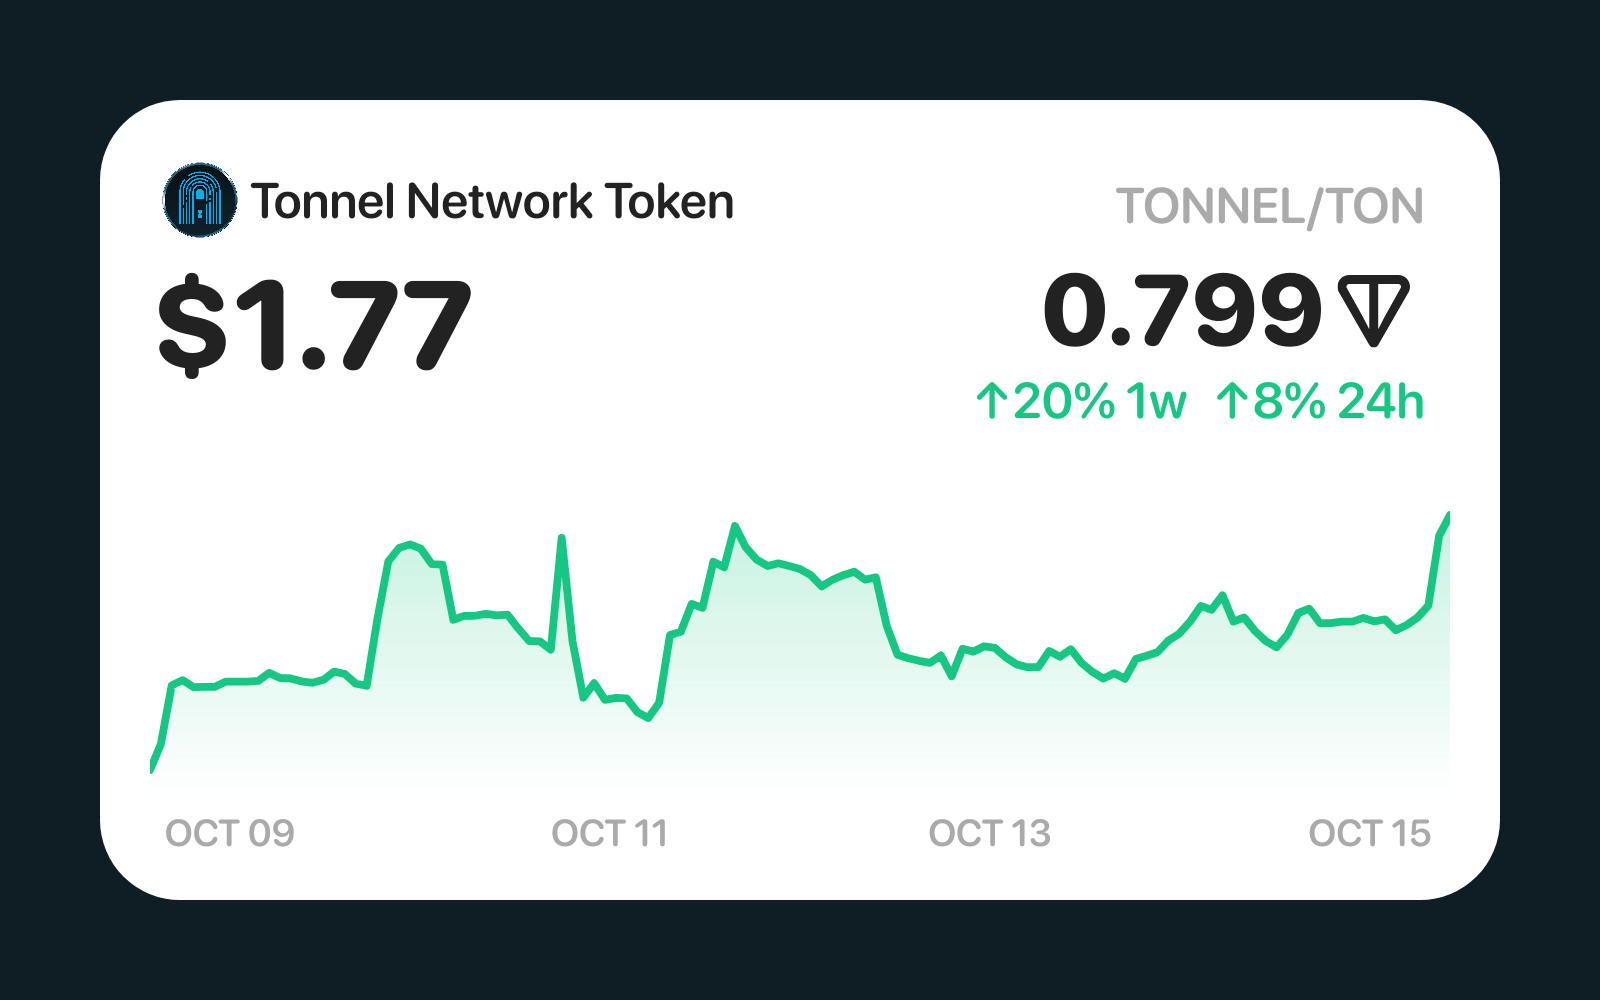 Tonnel Network Token
TONNEL/TON
$1.77
0.799
↑20% 1w ↑8% 24h
OCT 09
OCT 11
OCT 13
OCT 15